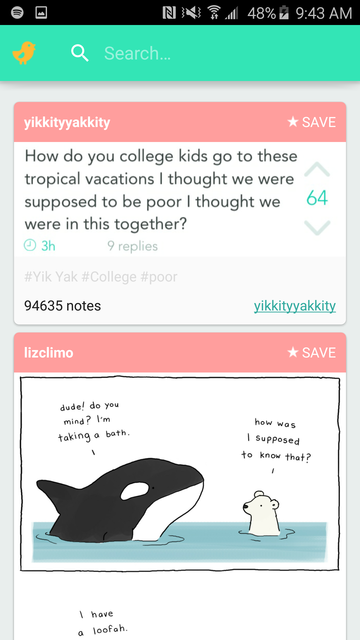 48% 9:43 AM
Search...
yikkityyakkity ★ SAVE
How do you college kids go to these
tropical vacations I thought we were
supposed to be poor I thought we
were in this together?
64
3h 9 replies
#Yik Yak #College #poor
94635 notes yikkityyakkity
lizclimo ★ SAVE
dude! do you
mind? I'm
taking a bath.
how was
I supposed
to know that?
I have
a loofah.